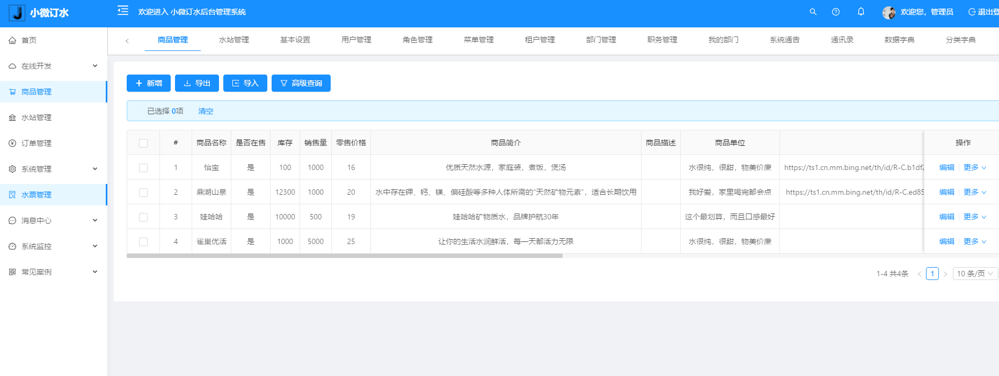 小微订水
欢迎进入 小微订水后台管理系统
欢迎您，管理员
退出登
首页
在线开发
商品管理
水站管理
订单管理
系统管理
水票管理
消息中心
系统监控
常见案例
商品管理 水站管理 基本设置 用户管理 角色管理 菜单管理 租户管理 部门管理 职务管理 我的部门 系统通告 通讯录 数据字典 分类字典
新增 导出 导入 高级查询
已选择 0项 清空
# 商品名称 是否在售 库存 销售量 零售价格 商品简介 商品描述 商品单位 操作
1 怡宝 是 100 1000 16 优质天然水源，家庭装，煮饭，煲汤 水很纯，很甜，物美价廉 https://ts1.cn.mm.bing.net/th/id/R-C.b1df2 编辑 更多
2 鼎湖山泉 是 12300 1000 20 水中存在钾、钙、镁、偏硅酸等多种人体所需的“天然矿物元素”，适合长期饮用 我好爱，家里喝完都会点 https://ts1.cn.mm.bing.net/th/id/R-C.ed85 编辑 更多
3 娃哈哈 是 10000 500 19 娃哈哈矿物质水，品牌护航30年 这个最划算，而且口感最好 编辑 更多
4 雀巢优活 是 1000 5000 25 让你的生活水润鲜活，每一天都活力无限 水很纯，很甜，物美价廉 编辑 更多
1-4 共4条 1 10 条/页